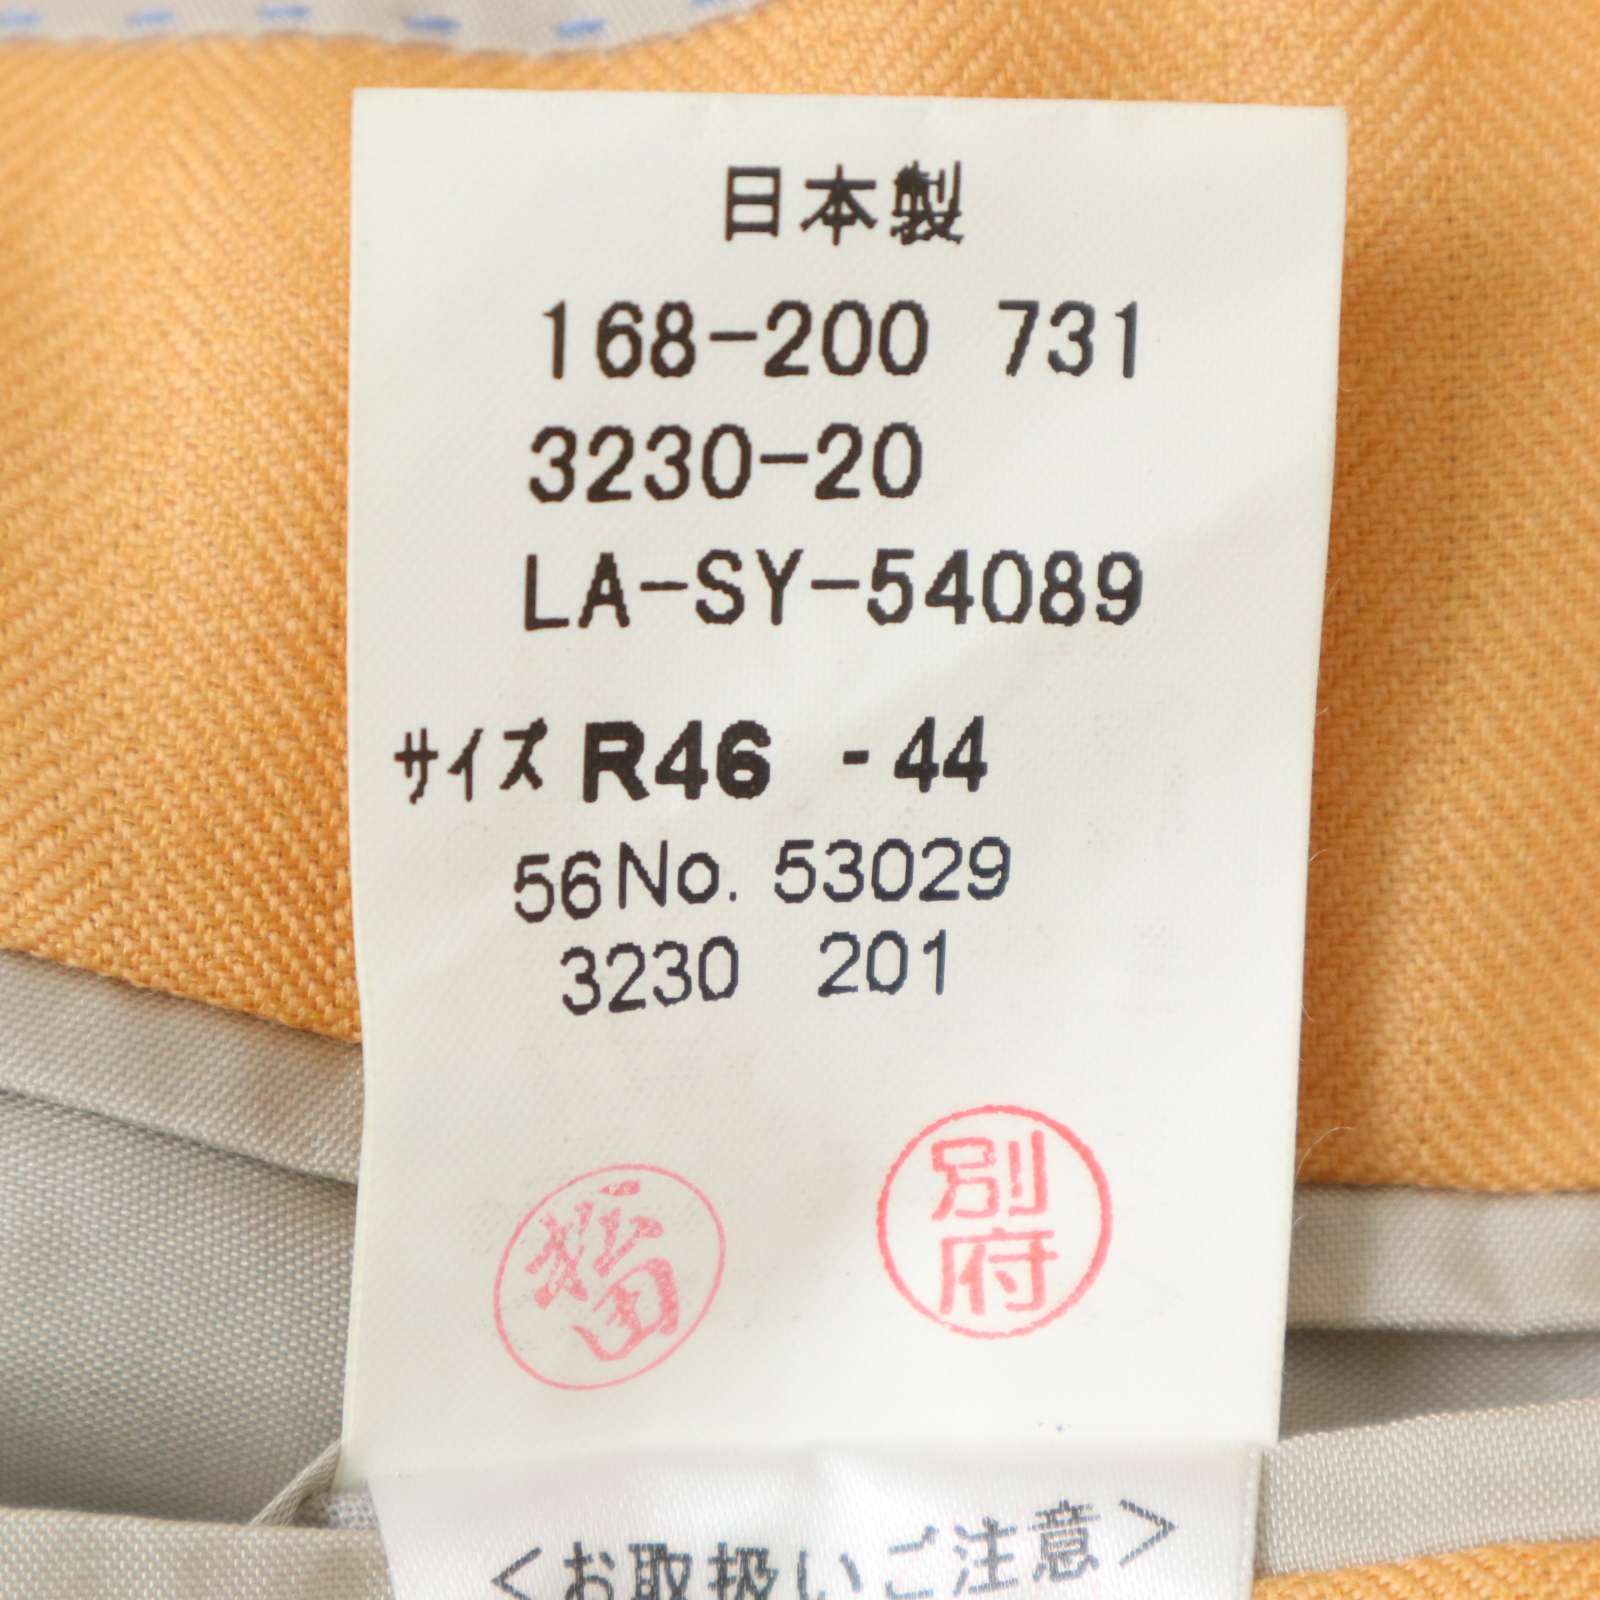 日本製
168-200 731
3230-20
LA-SY-54089
サイズ R46 -44
56No. 53029
3230 201
別府
<お取扱いご注意>